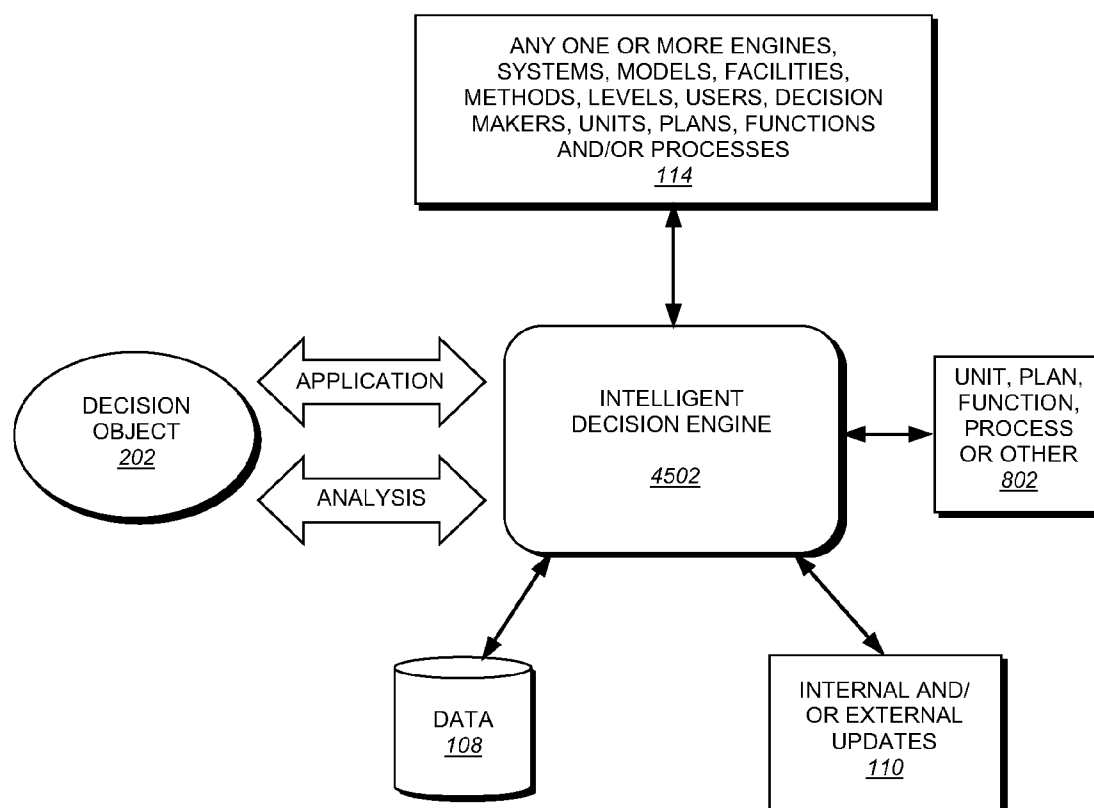 ANY ONE OR MORE ENGINES,
SYSTEMS, MODELS, FACILITIES,
METHODS, LEVELS, USERS, DECISION
MAKERS, UNITS, PLANS, FUNCTIONS
AND/OR PROCESSES
114
DECISION
OBJECT
202
APPLICATION
ANALYSIS
INTELLIGENT
DECISION ENGINE
4502
UNIT, PLAN,
FUNCTION,
PROCESS
OR OTHER
802
DATA
108
INTERNAL AND/
OR EXTERNAL
UPDATES
110